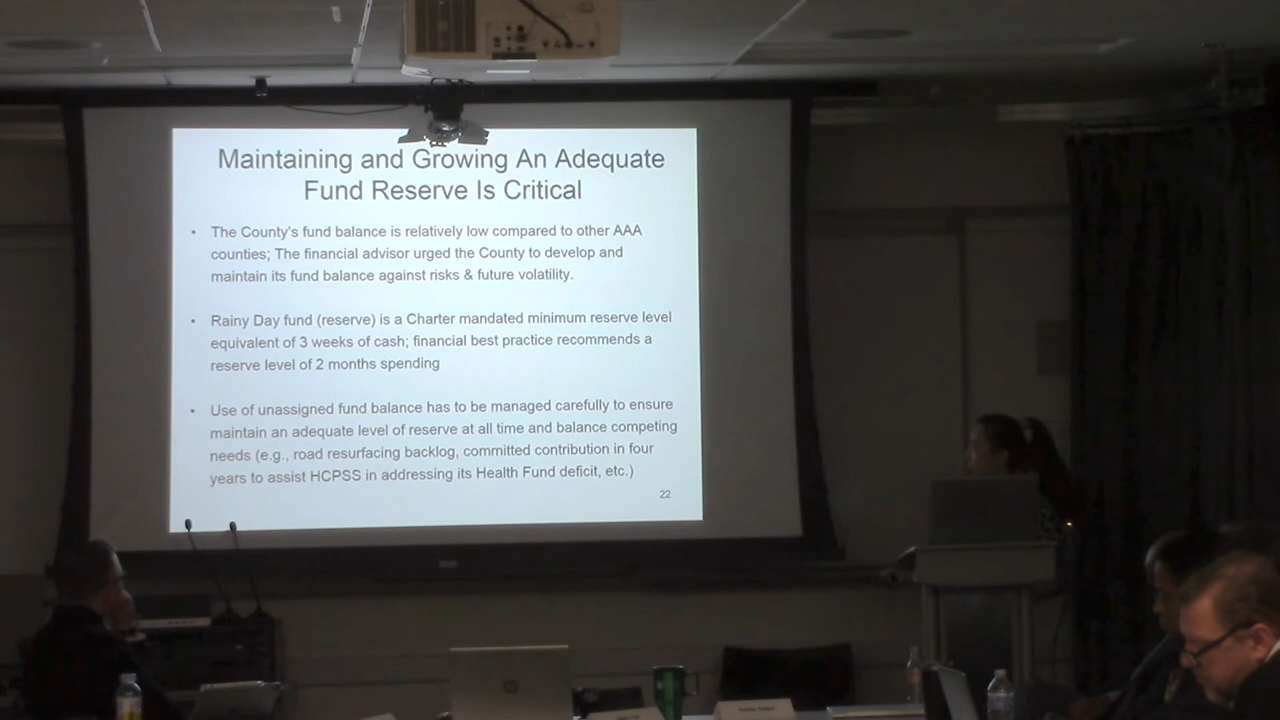 Maintaining and Growing An Adequate
Fund Reserve Is Critical
• The County's fund balance is relatively low compared to other AAA
counties; The financial advisor urged the County to develop and
maintain its fund balance against risks & future volatility.
• Rainy Day fund (reserve) is a Charter mandated minimum reserve level
equivalent of 3 weeks of cash; financial best practice recommends a
reserve level of 2 months spending
• Use of unassigned fund balance has to be managed carefully to ensure
maintain an adequate level of reserve at all time and balance competing
needs (e.g., road resurfacing backlog, committed contribution in four
years to assist HCPSS in addressing its Health Fund deficit, etc.)
22